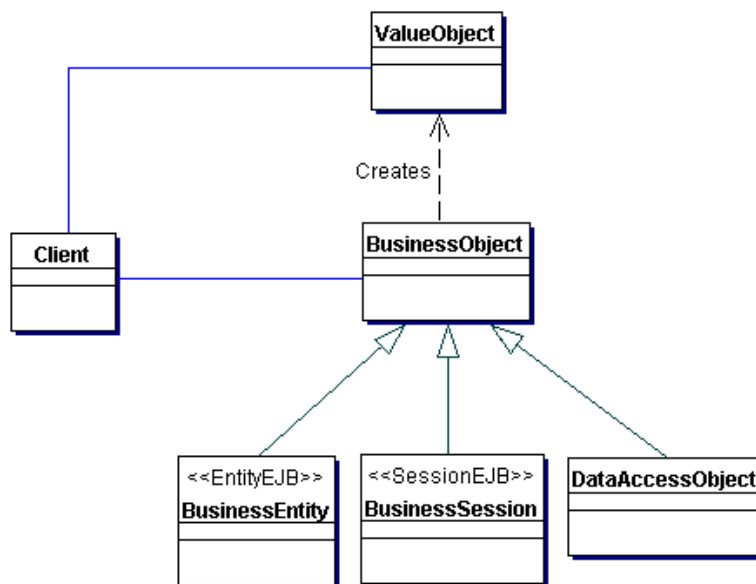 ValueObject
Creates
Client
BusinessObject
<<EntityEJB>>
BusinessEntity
<<SessionEJB>>
BusinessSession
DataAccessObject